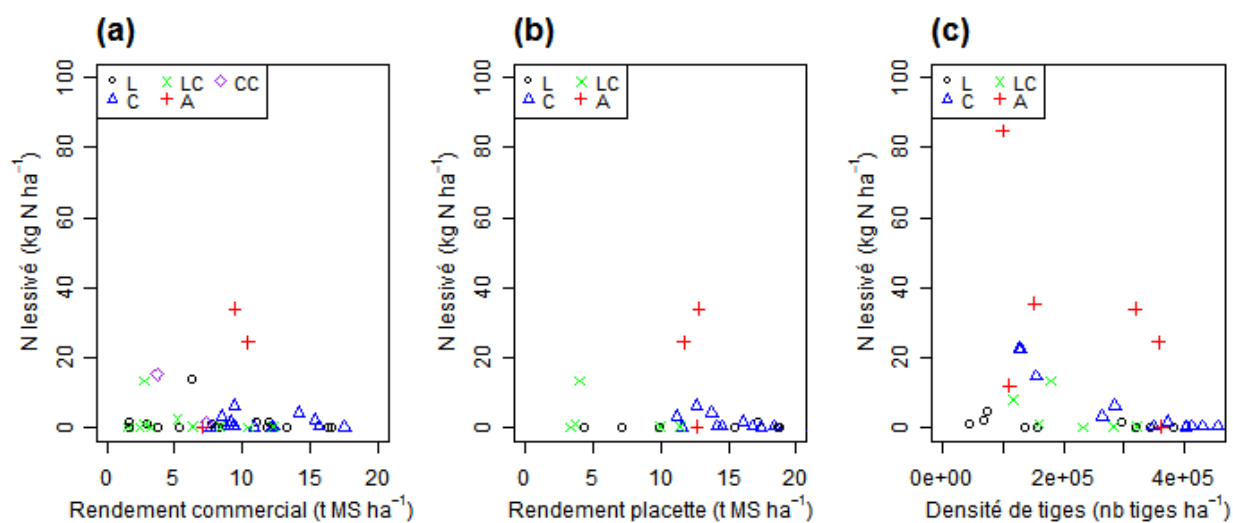 (a)
L LC CC
C A
N lessivé (kg N ha⁻¹)
0 20 40 60 80 100
0 5 10 15 20
Rendement commercial (t MS ha⁻¹)
(b)
L LC
C A
N lessivé (kg N ha⁻¹)
0 20 40 60 80 100
0 5 10 15 20
Rendement placette (t MS ha⁻¹)
(c)
L LC
C A
N lessivé (kg N ha⁻¹)
0 20 40 60 80 100
0e+00 2e+05 4e+05
Densité de tiges (nb tiges ha⁻¹)